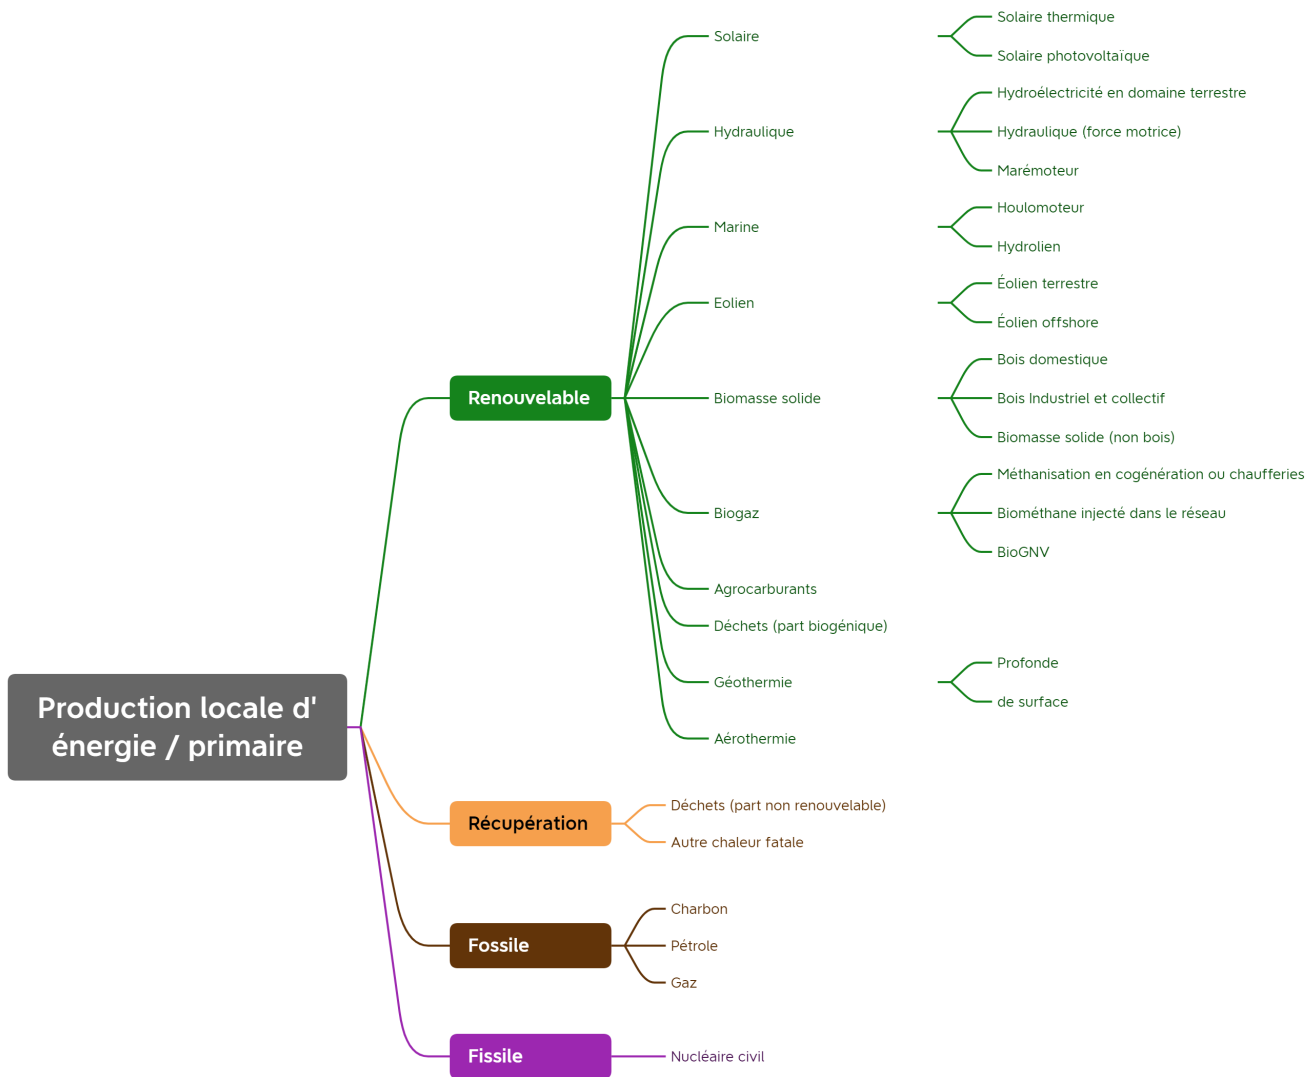 Production locale d'
énergie / primaire
Renouvelable
Solaire
Solaire thermique
Solaire photovoltaïque
Hydraulique
Hydroélectricité en domaine terrestre
Hydraulique (force motrice)
Marémoteur
Marine
Houlomoteur
Hydrolien
Eolien
Éolien terrestre
Éolien offshore
Biomasse solide
Bois domestique
Bois Industriel et collectif
Biomasse solide (non bois)
Biogaz
Méthanisation en cogénération ou chaufferies
Biométhane injecté dans le réseau
BioGNV
Agrocarburants
Déchets (part biogénique)
Géothermie
Profonde
de surface
Aérothermie
Récupération
Déchets (part non renouvelable)
Autre chaleur fatale
Fossile
Charbon
Pétrole
Gaz
Fissile
Nucléaire civil